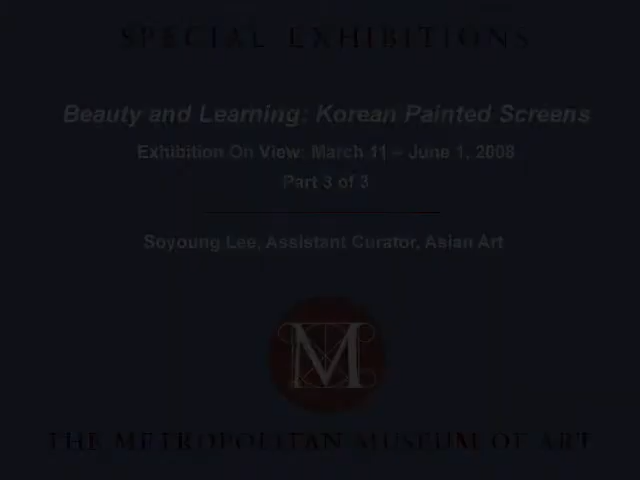 SPECIAL EXHIBITIONS
Beauty and Learning: Korean Painted Screens
Exhibition On View: March 11 – June 1, 2008
Part 3 of 3
Soyoung Lee, Assistant Curator, Asian Art
M
THE METROPOLITAN MUSEUM OF ART